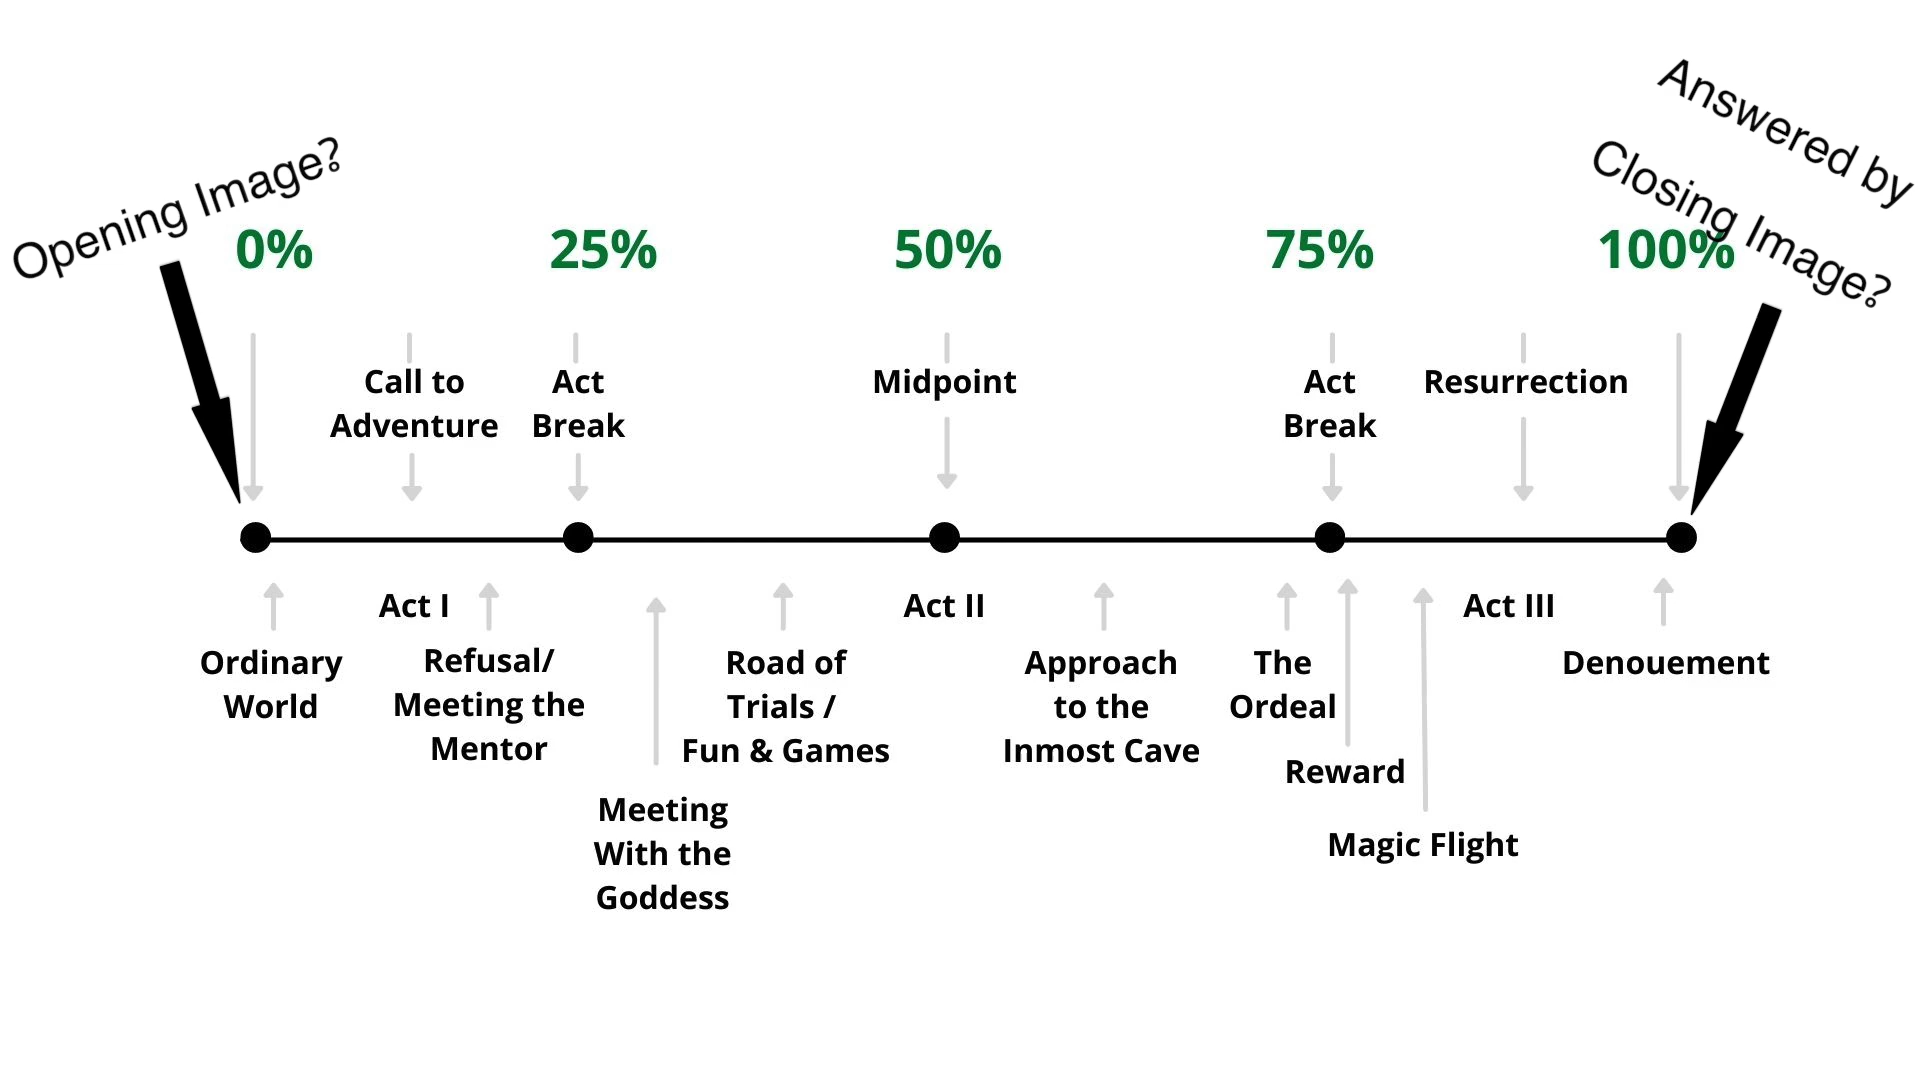 Opening Image?
Answered by
Closing Image?
0%
25%
50%
75%
100%
Call to
Adventure
Act
Break
Midpoint
Act
Break
Resurrection
Act I
Act II
Act III
Ordinary
World
Refusal/
Meeting the
Mentor
Meeting
With the
Goddess
Road of
Trials /
Fun & Games
Approach
to the
Inmost Cave
The
Ordeal
Reward
Magic Flight
Denouement